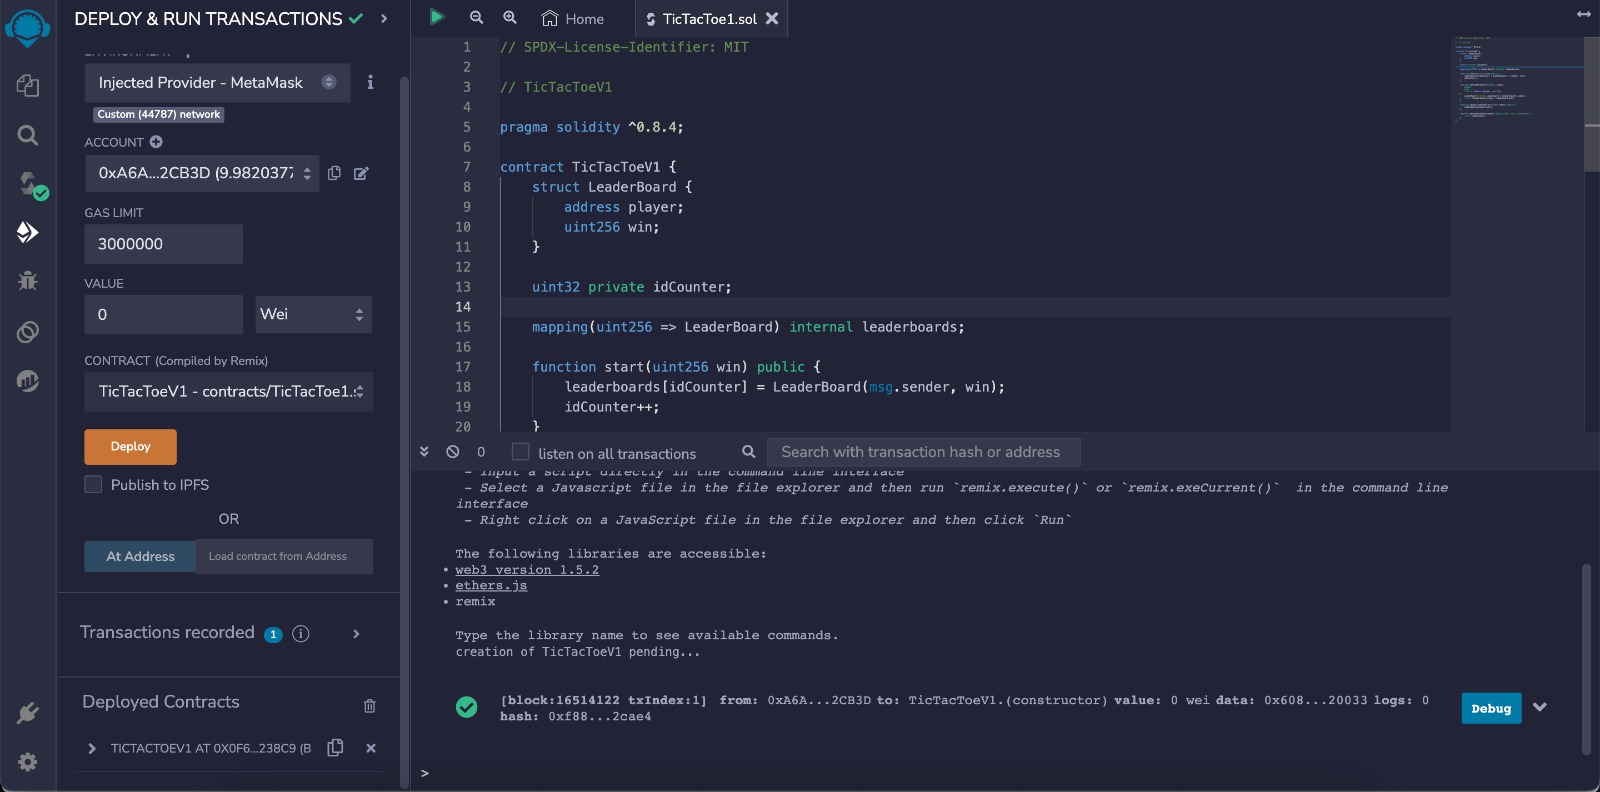 DEPLOY & RUN TRANSACTIONS
Injected Provider - MetaMask
Custom (44787) network
ACCOUNT
0xA6A...2CB3D (9.9820377
GAS LIMIT
3000000
VALUE
0
Wei
CONTRACT (Compiled by Remix)
TicTacToeV1 - contracts/TicTacToe1.s
Deploy
Publish to IPFS
OR
At Address
Load contract from Address
Transactions recorded 1
Deployed Contracts
TICTACTOEV1 AT 0X0F6...238C9 (B
Home
TicTacToe1.sol
1 // SPDX-License-Identifier: MIT
2
3 // TicTacToeV1
4
5 pragma solidity ^0.8.4;
6
7 contract TicTacToeV1 {
8 struct LeaderBoard {
9 address player;
10 uint256 win;
11 }
12
13 uint32 private idCounter;
14
15 mapping(uint256 => LeaderBoard) internal leaderboards;
16
17 function start(uint256 win) public {
18 leaderboards[idCounter] = LeaderBoard(msg.sender, win);
19 idCounter++;
20 }
0
listen on all transactions
Search with transaction hash or address
- Input a script directly in the command line interface
- Select a Javascript file in the file explorer and then run `remix.execute()` or `remix.exeCurrent()` in the command line
interface
- Right click on a JavaScript file in the file explorer and then click `Run`
The following libraries are accessible:
• web3 version 1.5.2
• ethers.js
• remix
Type the library name to see available commands.
creation of TicTacToeV1 pending...
[block:16514122 txIndex:1] from: 0xA6A...2CB3D to: TicTacToeV1.(constructor) value: 0 wei data: 0x608...20033 logs: 0
hash: 0xf88...2cae4
Debug
>